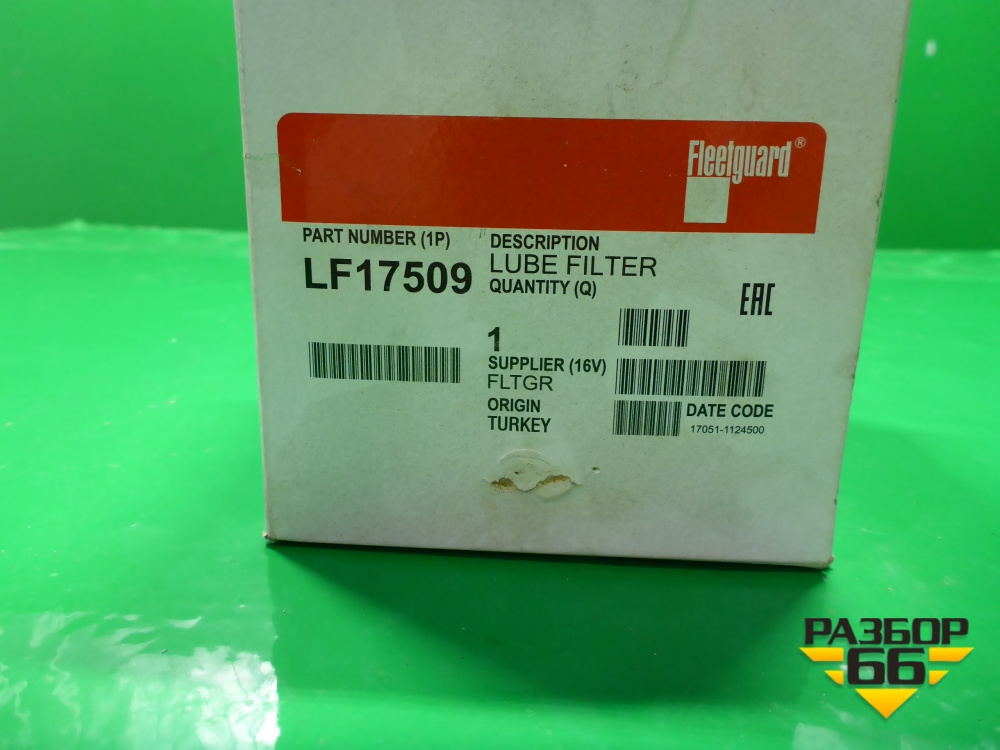 Fleetguard®
PART NUMBER (1P)
LF17509
DESCRIPTION
LUBE FILTER
QUANTITY (Q)
1
EAC
SUPPLIER (16V)
FLTGR
ORIGIN
TURKEY
DATE CODE
17051-1124500
РАЗБОР
66